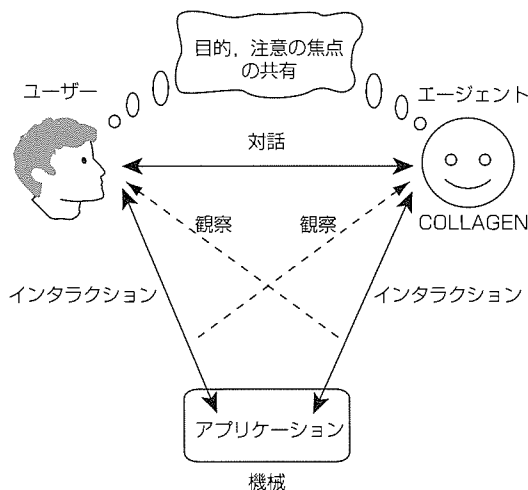 目的，注意の焦点
の共有
ユーザー
エージェント
対話
COLLAGEN
観察
観察
インタラクション
インタラクション
アプリケーション
機械